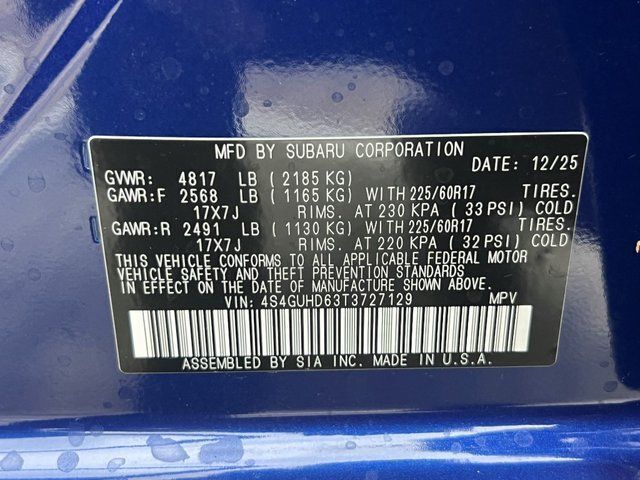 MFD BY SUBARU CORPORATION
DATE: 12/25
GVWR: 4817 LB (2185 KG)
GAWR:F 2568 LB (1165 KG) WITH 225/60R17 TIRES.
17X7J RIMS. AT 230 KPA ( 33 PSI) COLD
GAWR:R 2491 LB (1130 KG) WITH 225/60R17 TIRES.
17X7J RIMS. AT 220 KPA ( 32 PSI) COLD
THIS VEHICLE CONFORMS TO ALL APPLICABLE FEDERAL MOTOR
VEHICLE SAFETY AND THEFT PREVENTION STANDARDS
IN EFFECT ON THE DATE OF MANUFACTURE SHOWN ABOVE.
VIN: 4S4GUHD63T3727129 MPV
ASSEMBLED BY SIA INC. MADE IN U.S.A.